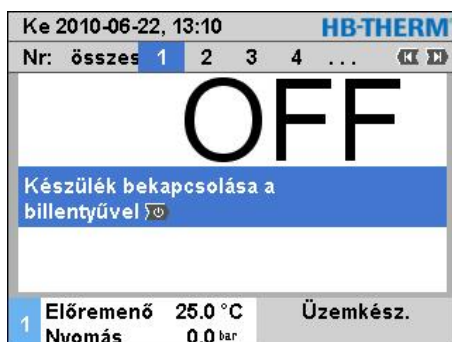 Ke 2010-06-22, 13:10 HB-THERM
Nr: összes 1 2 3 4 ...
OFF
Készülék bekapcsolása a
billentyűvel
1 Előremenő 25.0 °C Üzemkész.
Nyomás 0.0 bar